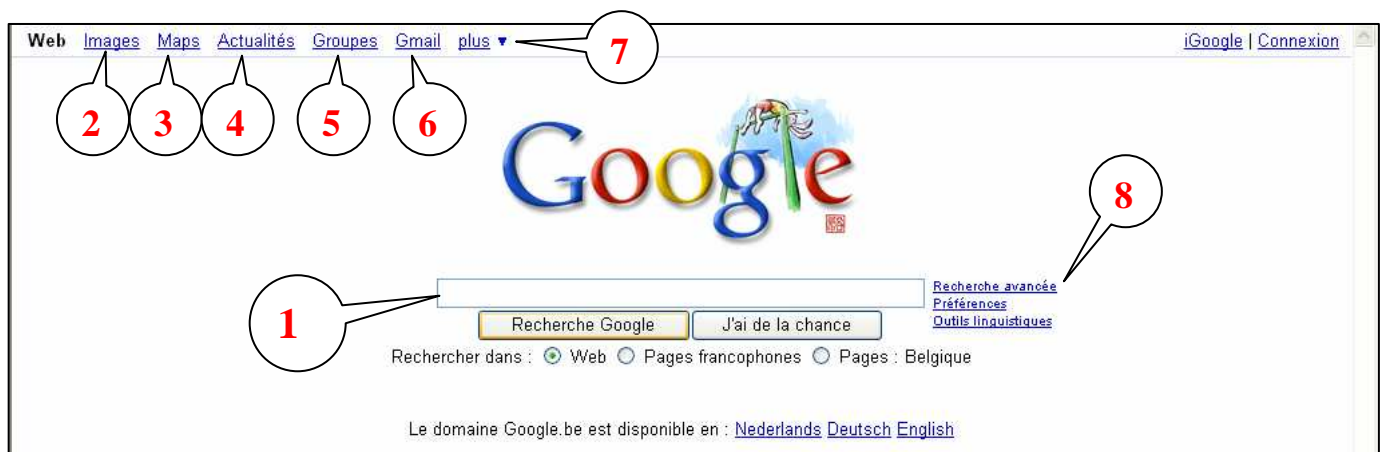 Web Images Maps Actualités Groupes Gmail plus ▼ 7 iGoogle | Connexion
2 3 4 5 6
Google
8
1
Recherche avancée
Préférences
Outils linguistiques
Recherche Google J'ai de la chance
Rechercher dans : Web Pages francophones Pages : Belgique
Le domaine Google.be est disponible en : Nederlands Deutsch English